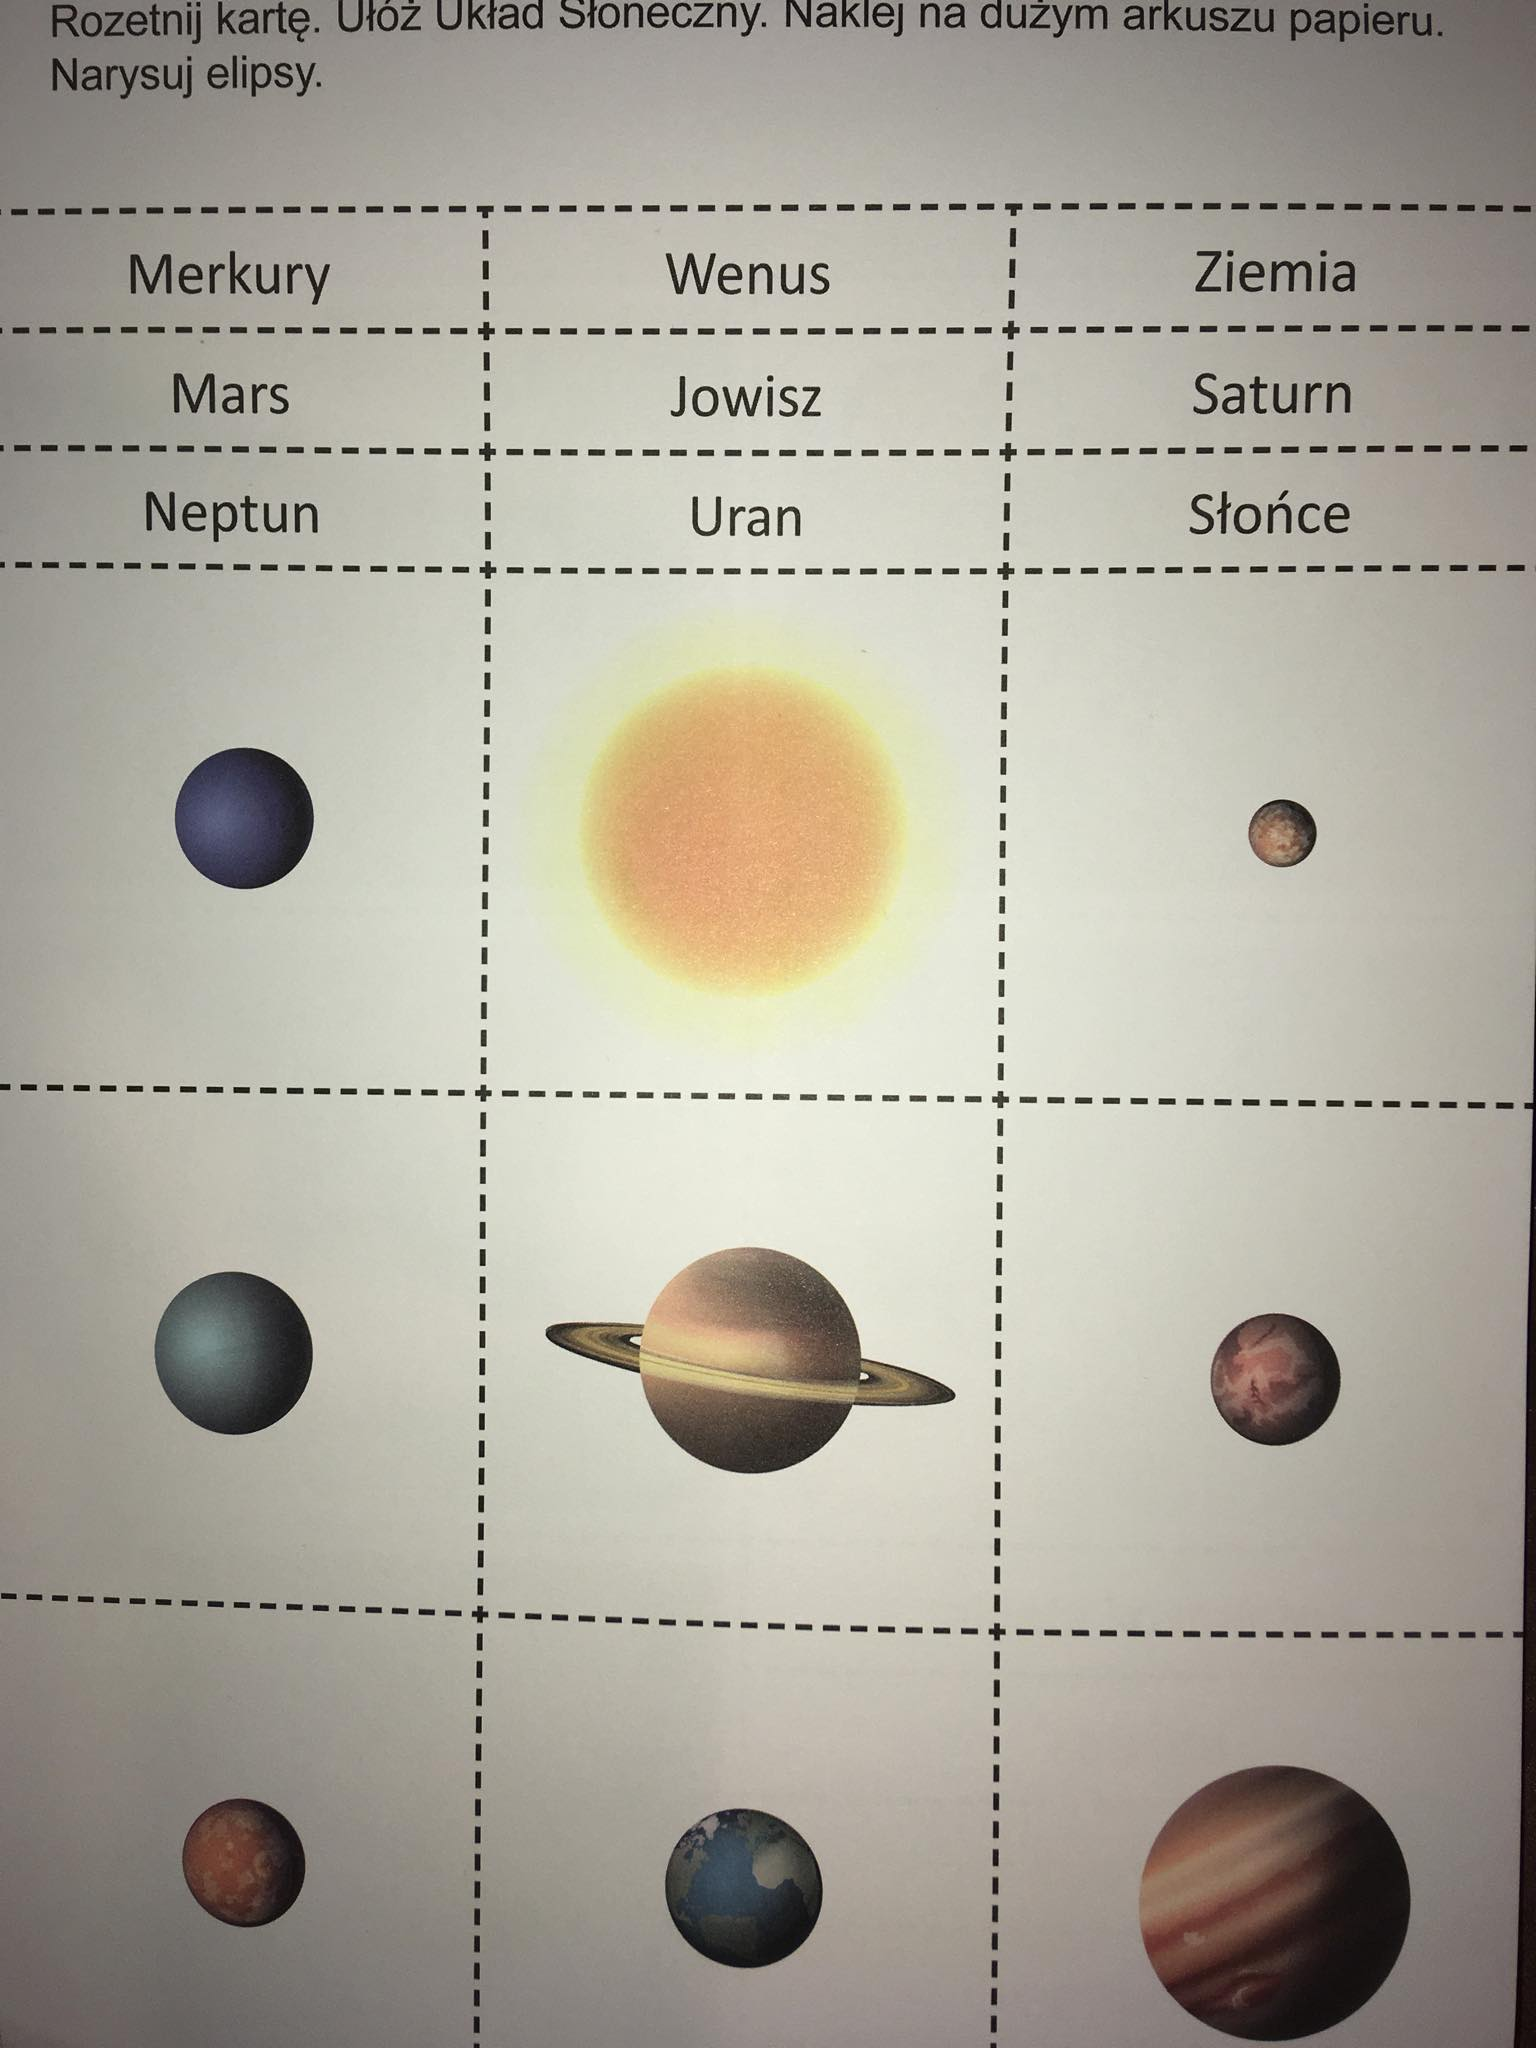 Rozetnij kartę. Ułóż Układ Słoneczny. Naklej na dużym arkuszu papieru.
Narysuj elipsy.
Merkury Wenus Ziemia
Mars Jowisz Saturn
Neptun Uran Słońce